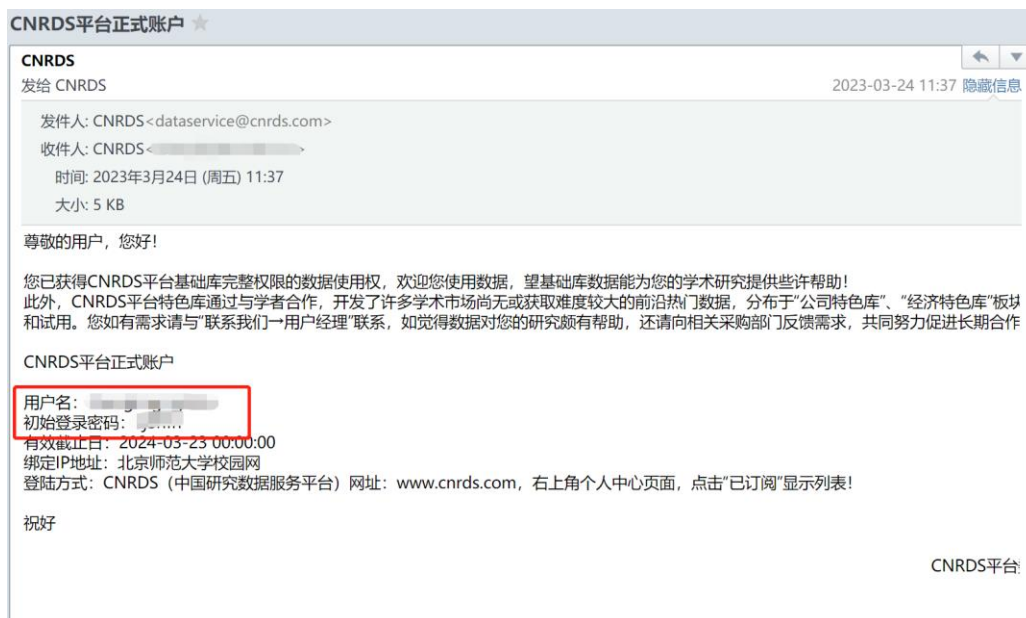 CNRDS平台正式账户
CNRDS
发给 CNRDS
2023-03-24 11:37 隐藏信息
发件人: CNRDS<dataservice@cnrds.com>
收件人: CNRDS<
时间: 2023年3月24日 (周五) 11:37
大小: 5 KB
尊敬的用户，您好！
您已获得CNRDS平台基础库完整权限的数据使用权，欢迎您使用数据，望基础库数据能为您的学术研究提供些许帮助！
此外，CNRDS平台特色库通过与学者合作，开发了许多学术市场尚无或获取难度较大的前沿热门数据，分布于“公司特色库”、“经济特色库”板块
和试用。您如有需求请与“联系我们→用户经理”联系，如觉得数据对您的研究颇有帮助，还请向相关采购部门反馈需求，共同努力促进长期合作
CNRDS平台正式账户
用户名：
初始登录密码：
有效截止日：2024-03-23 00:00:00
绑定IP地址：北京师范大学校园网
登陆方式：CNRDS（中国研究数据服务平台）网址：www.cnrds.com，右上角个人中心页面，点击“已订阅”显示列表！
祝好
CNRDS平台